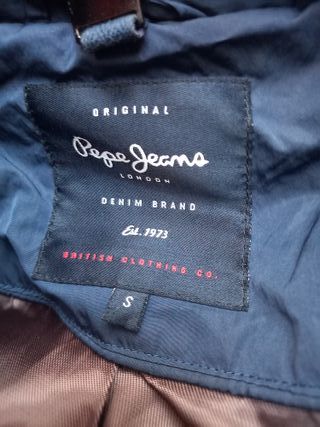 ORIGINAL
Pepe Jeans
LONDON
DENIM BRAND
Est. 1973
BRITISH CLOTHING CO.
S